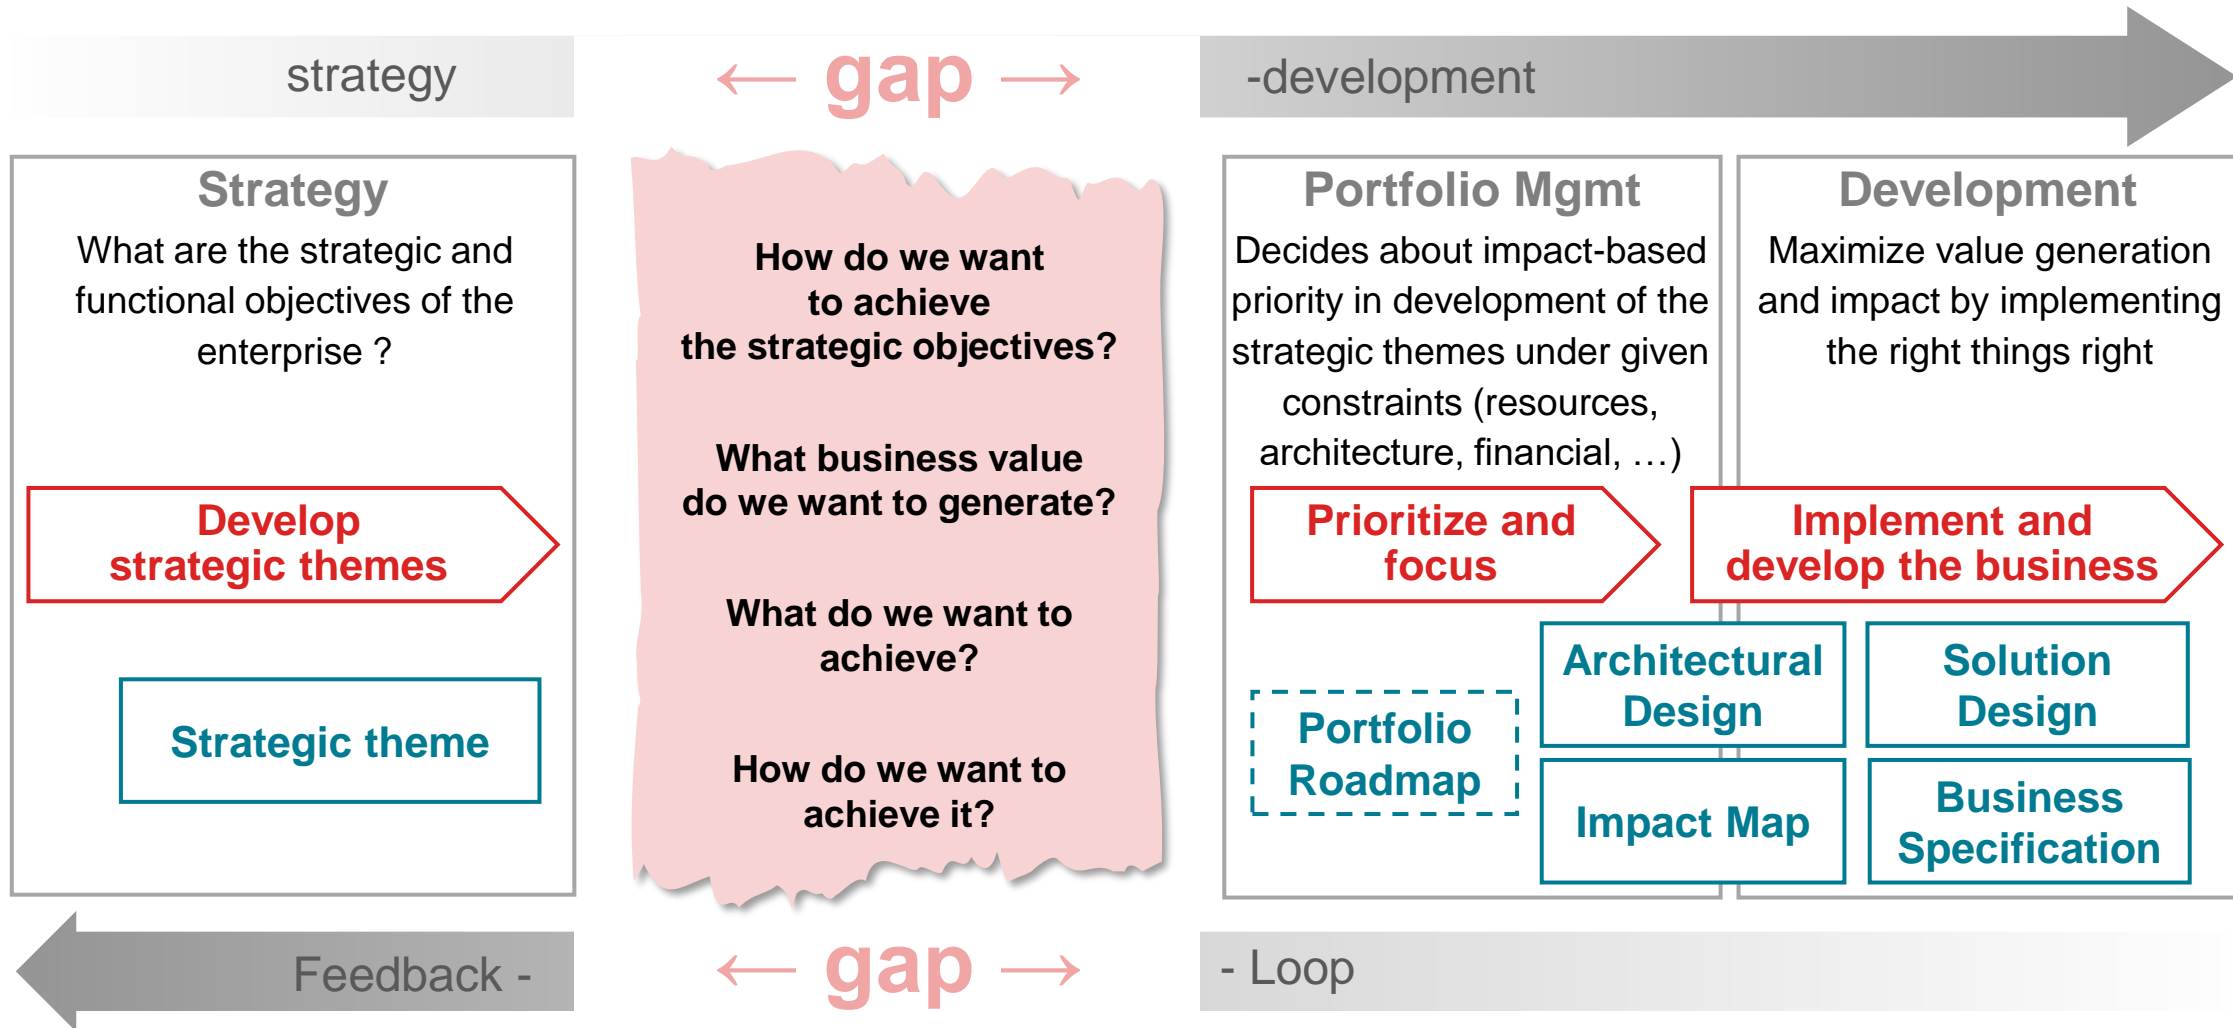 strategy
← gap →
-development
Strategy
What are the strategic and
functional objectives of the
enterprise ?
Develop
strategic themes
Strategic theme
How do we want
to achieve
the strategic objectives?
What business value
do we want to generate?
What do we want to
achieve?
How do we want to
achieve it?
Portfolio Mgmt
Decides about impact-based
priority in development of the
strategic themes under given
constraints (resources,
architecture, financial, …)
Prioritize and
focus
Portfolio
Roadmap
Architectural
Design
Impact Map
Development
Maximize value generation
and impact by implementing
the right things right
Implement and
develop the business
Solution
Design
Business
Specification
Feedback -
← gap →
- Loop